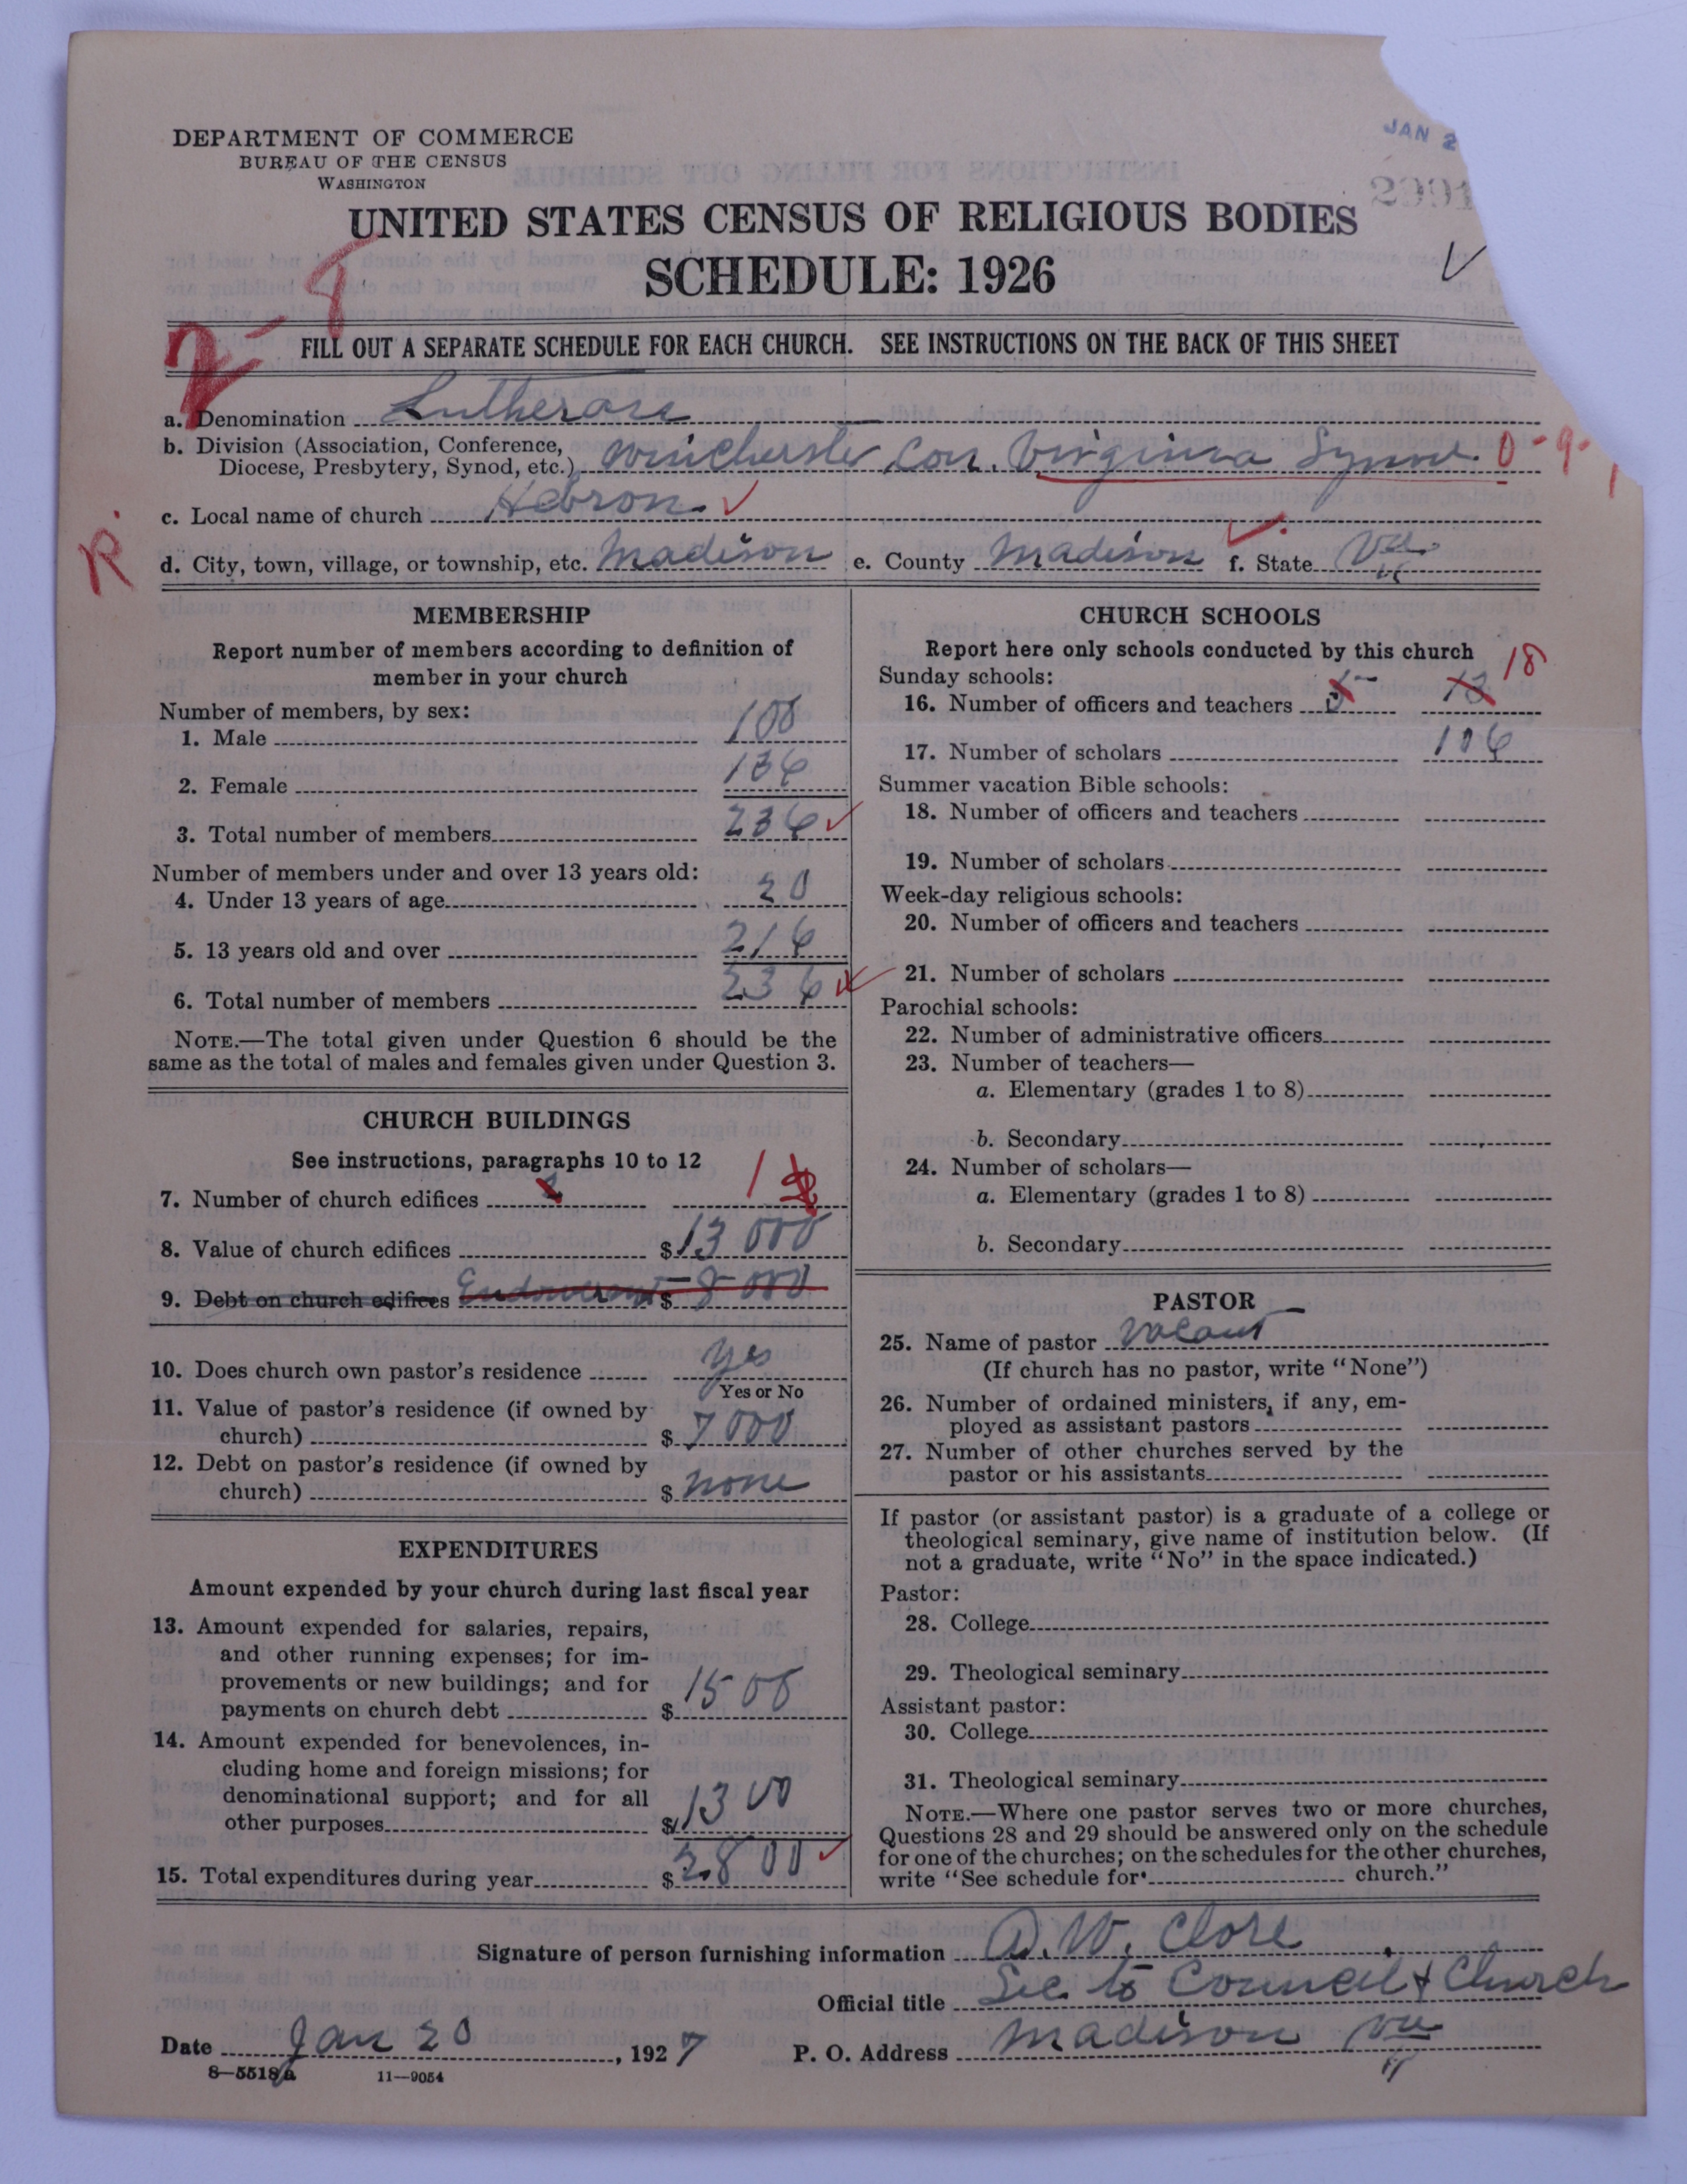 DEPARTMENT OF COMMERCE
BUREAU OF THE CENSUS
WASHINGTON
JAN 2
UNITED STATES CENSUS OF RELIGIOUS BODIES
SCHEDULE: 1926
2-8
FILL OUT A SEPARATE SCHEDULE FOR EACH CHURCH. SEE INSTRUCTIONS ON THE BACK OF THIS SHEET
a. Denomination Lutheran
b. Division (Association, Conference,
Diocese, Presbytery, Synod, etc.) Winchester Con. Virginia Synod 0-9-1
c. Local name of church Hebron
R
d. City, town, village, or township, etc. Madison e. County Madison f. State Va
MEMBERSHIP
Report number of members according to definition of
member in your church
Number of members, by sex:
1. Male 100
2. Female 136
3. Total number of members 236
Number of members under and over 13 years old:
4. Under 13 years of age 20
5. 13 years old and over 216
6. Total number of members 236
NOTE.—The total given under Question 6 should be the
same as the total of males and females given under Question 3.
CHURCH BUILDINGS
See instructions, paragraphs 10 to 12
7. Number of church edifices 1
8. Value of church edifices $13 000
9. Debt on church edifices Endowment $ 8 000
10. Does church own pastor's residence yes
Yes or No
11. Value of pastor's residence (if owned by
church) $ 7000
12. Debt on pastor's residence (if owned by
church) $ none
EXPENDITURES
Amount expended by your church during last fiscal year
13. Amount expended for salaries, repairs,
and other running expenses; for im-
provements or new buildings; and for
payments on church debt $ 1500
14. Amount expended for benevolences, in-
cluding home and foreign missions; for
denominational support; and for all
other purposes $ 1300
15. Total expenditures during year $ 2800
CHURCH SCHOOLS
Report here only schools conducted by this church
Sunday schools: 18
16. Number of officers and teachers 5 13
17. Number of scholars 106
Summer vacation Bible schools:
18. Number of officers and teachers
19. Number of scholars
Week-day religious schools:
20. Number of officers and teachers
21. Number of scholars
Parochial schools:
22. Number of administrative officers
23. Number of teachers—
a. Elementary (grades 1 to 8)
b. Secondary
24. Number of scholars—
a. Elementary (grades 1 to 8)
b. Secondary
PASTOR
25. Name of pastor Vacant
(If church has no pastor, write "None")
26. Number of ordained ministers, if any, em-
ployed as assistant pastors
27. Number of other churches served by the
pastor or his assistants
If pastor (or assistant pastor) is a graduate of a college or
theological seminary, give name of institution below. (If
not a graduate, write "No" in the space indicated.)
Pastor:
28. College
29. Theological seminary
Assistant pastor:
30. College
31. Theological seminary
NOTE.—Where one pastor serves two or more churches,
Questions 28 and 29 should be answered only on the schedule
for one of the churches; on the schedules for the other churches,
write "See schedule for church."
Signature of person furnishing information A. W. Clore
Official title Sec. to Council & Church
Date Jan 20, 1927 P. O. Address Madison Va
8—5518a 11—9054